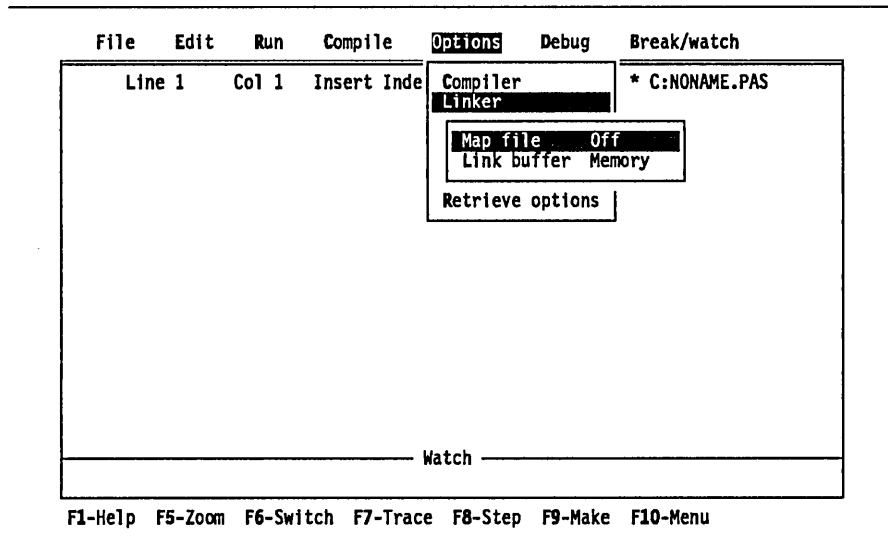 File Edit Run Compile Options Debug Break/watch
Line 1 Col 1 Insert Inde Compiler * C:NONAME.PAS
Linker
Map file Off
Link buffer Memory
Retrieve options
Watch
F1-Help F5-Zoom F6-Switch F7-Trace F8-Step F9-Make F10-Menu